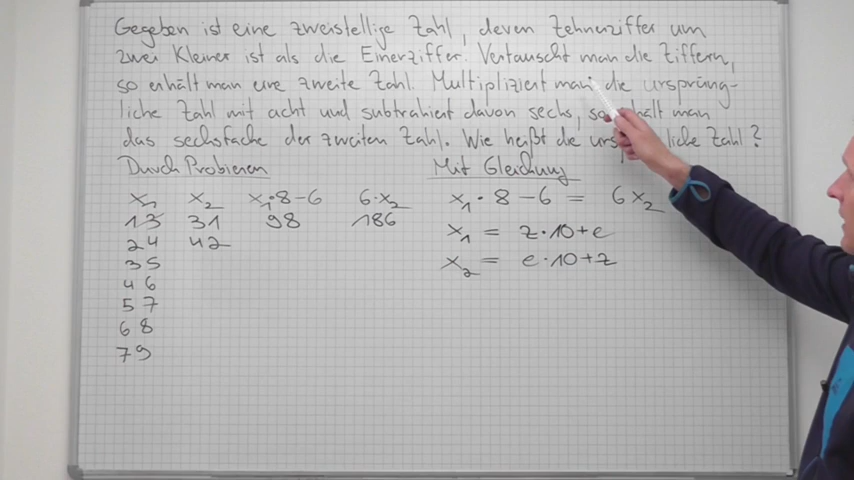 Gegeben ist eine zweistellige Zahl, deren Zehnerziffer um
zwei kleiner ist als die Einerziffer. Vertauscht man die Ziffern,
so erhält man eine zweite Zahl. Multipliziert man die ursprüng-
liche Zahl mit acht und subtrahiert davon sechs, so man
das sechsfache der zweiten Zahl. Wie heißt die Zahl?
Durch Probieren Mit Gleichung
x₁ x₂ x₁·8-6 6·x₂ x₁·8-6 = 6x₂
13 31 98 186 x₁ = z·10+e
24 42
35 x₂ = e·10+z
46
57
68
79